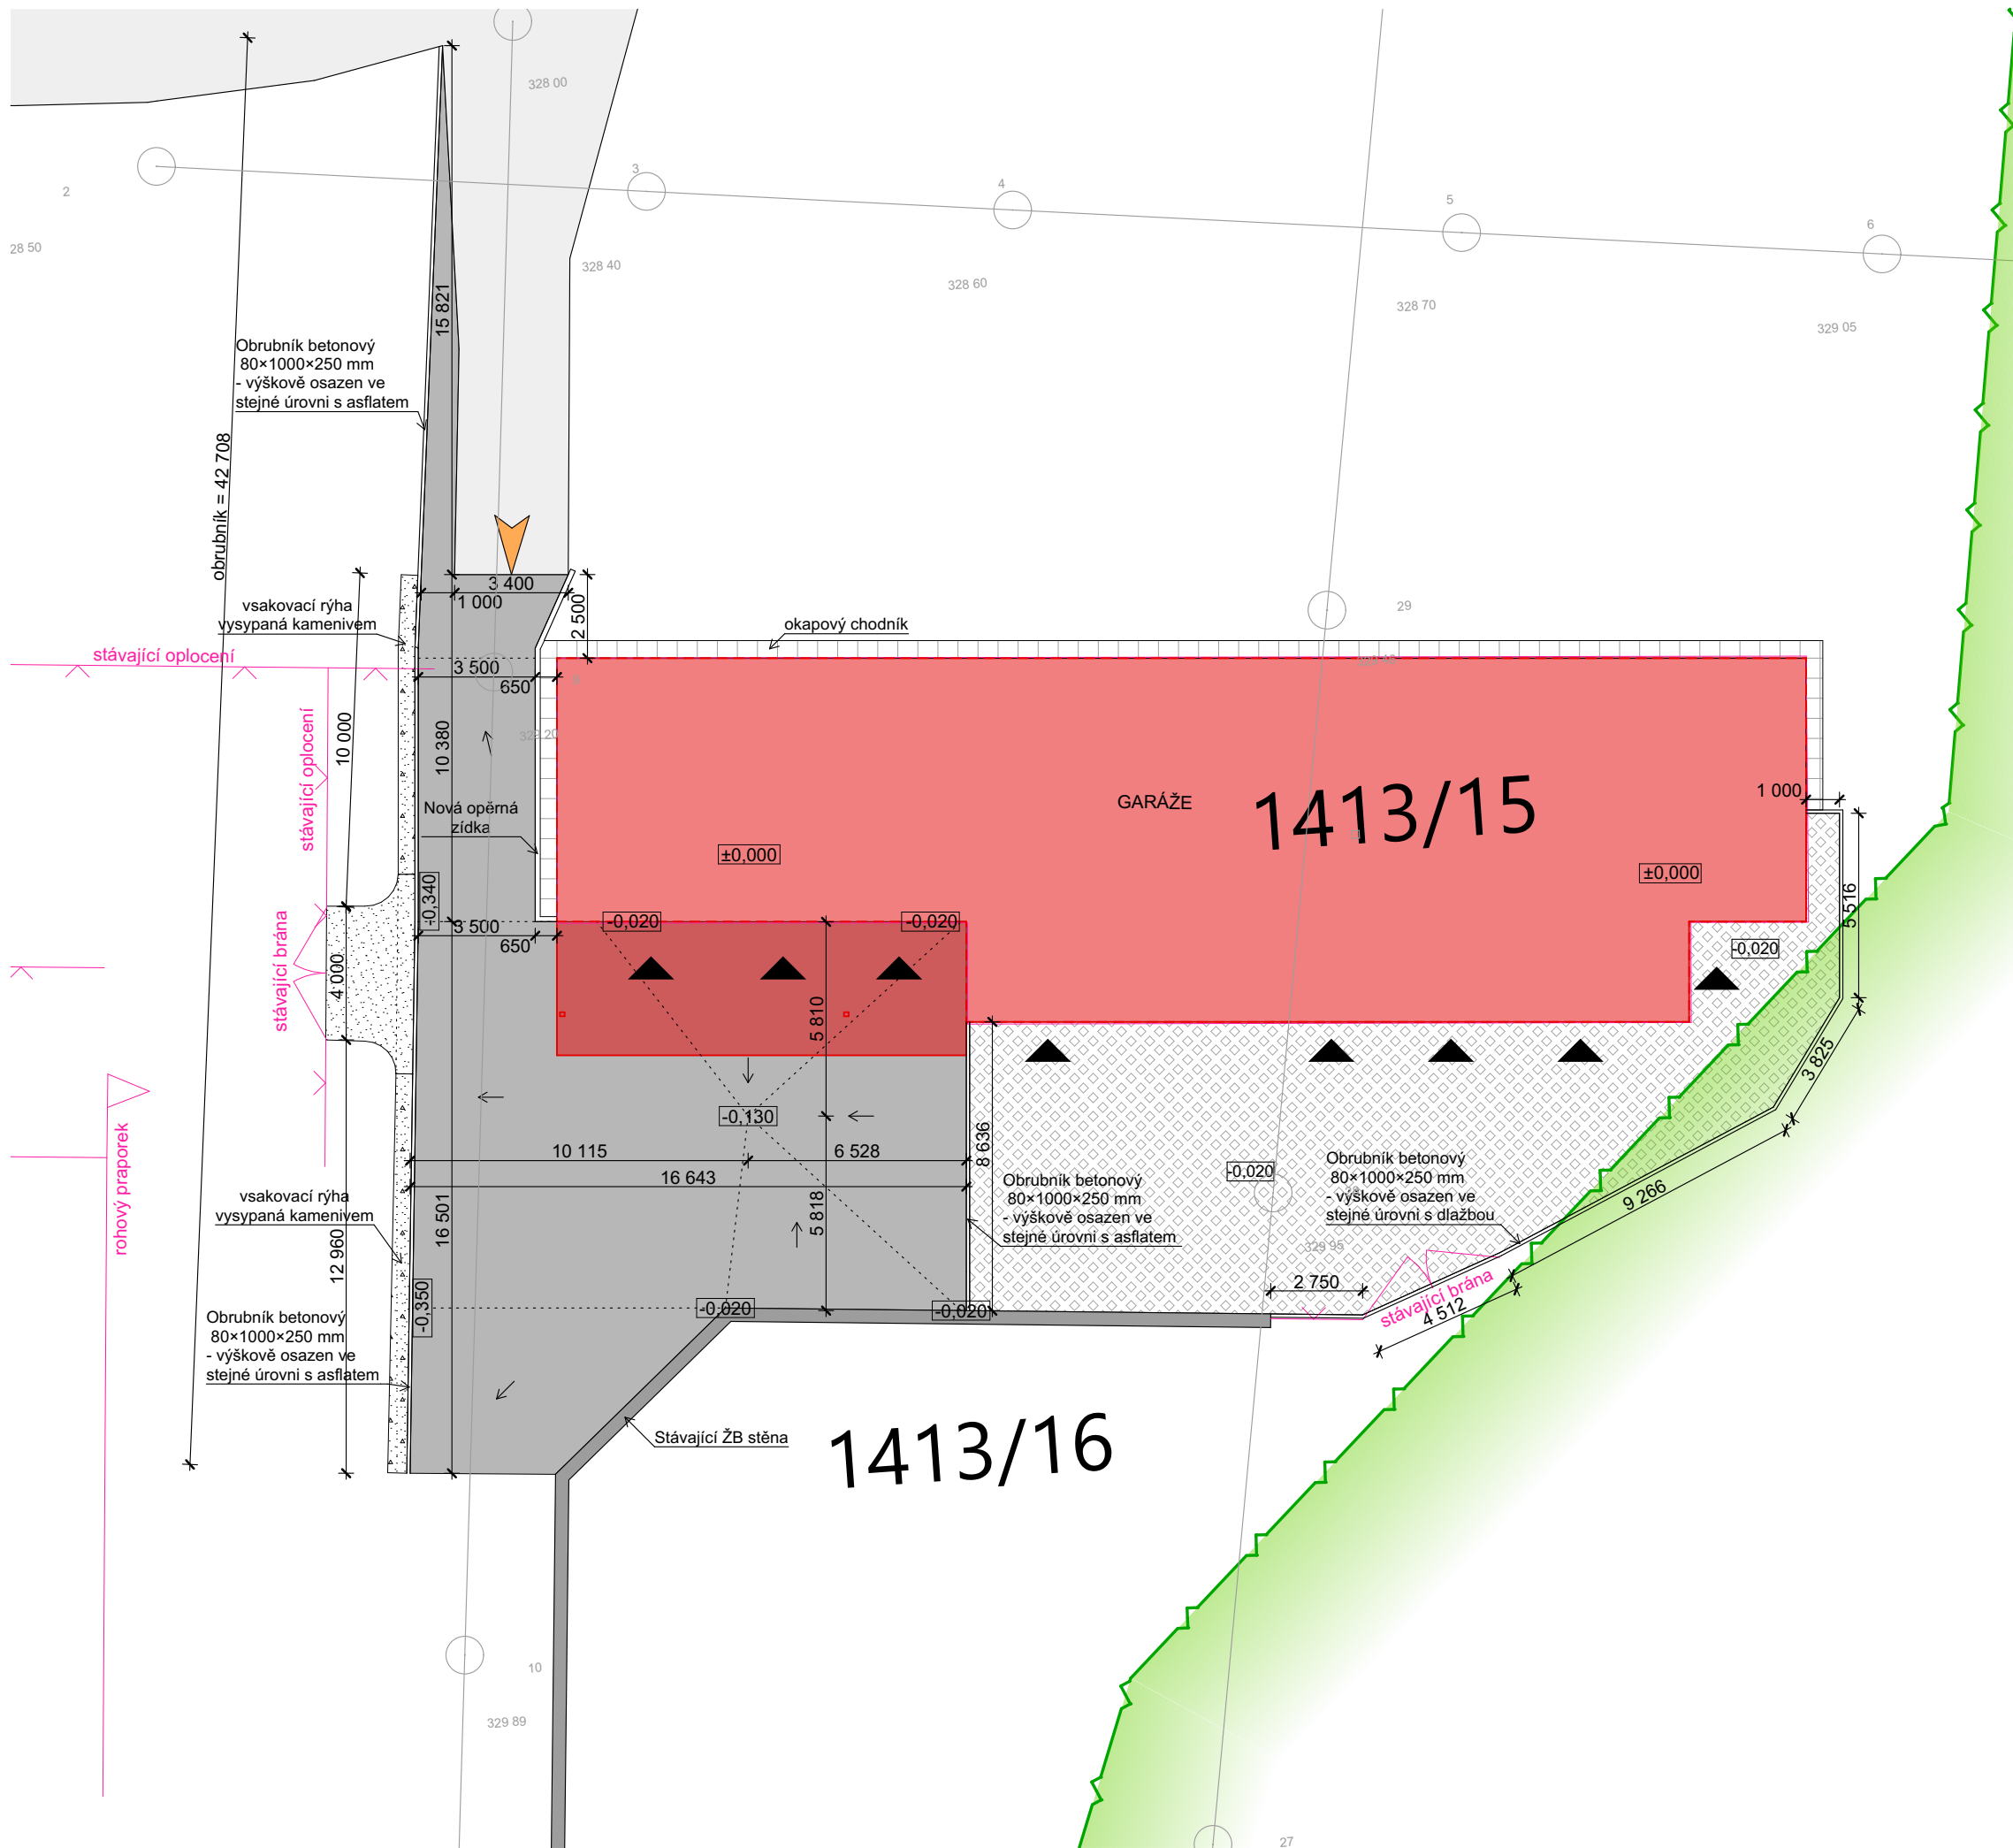 328 00
2
3
4
5
6
28 50
328 40
328 60
328 70
329 05
15 821
Obrubník betonový
80×1000×250 mm
- výškově osazen ve
stejné úrovni s asflatem
obrubník = 42 708
3 400
1 000
2 500
29
vsakovací rýha
vysypaná kamenivem
okapový chodník
stávající oplocení
3 500
650
329 20
stávající oplocení
10 000
10 380
Nová opěrná
zídka
GARÁŽE
1413/15
1 000
±0,000
±0,000
-0,340
5 516
stávající brána
3 500
650
-0,020
-0,020
-0,020
4 000
5 810
3 825
rohový praporek
-0,130
10 115
6 528
8 636
16 643
-0,020
Obrubník betonový
80×1000×250 mm
- výškově osazen ve
stejné úrovni s dlažbou
9 266
Obrubník betonový
80×1000×250 mm
- výškově osazen ve
stejné úrovni s asflatem
vsakovací rýha
vysypaná kamenivem
16 501
5 818
12 960
329 95
2 750
stávající brána
4 512
-0,350
-0,020
-0,020
Obrubník betonový
80×1000×250 mm
- výškově osazen ve
stejné úrovni s asflatem
Stávající ŽB stěna
1413/16
10
329 89
27